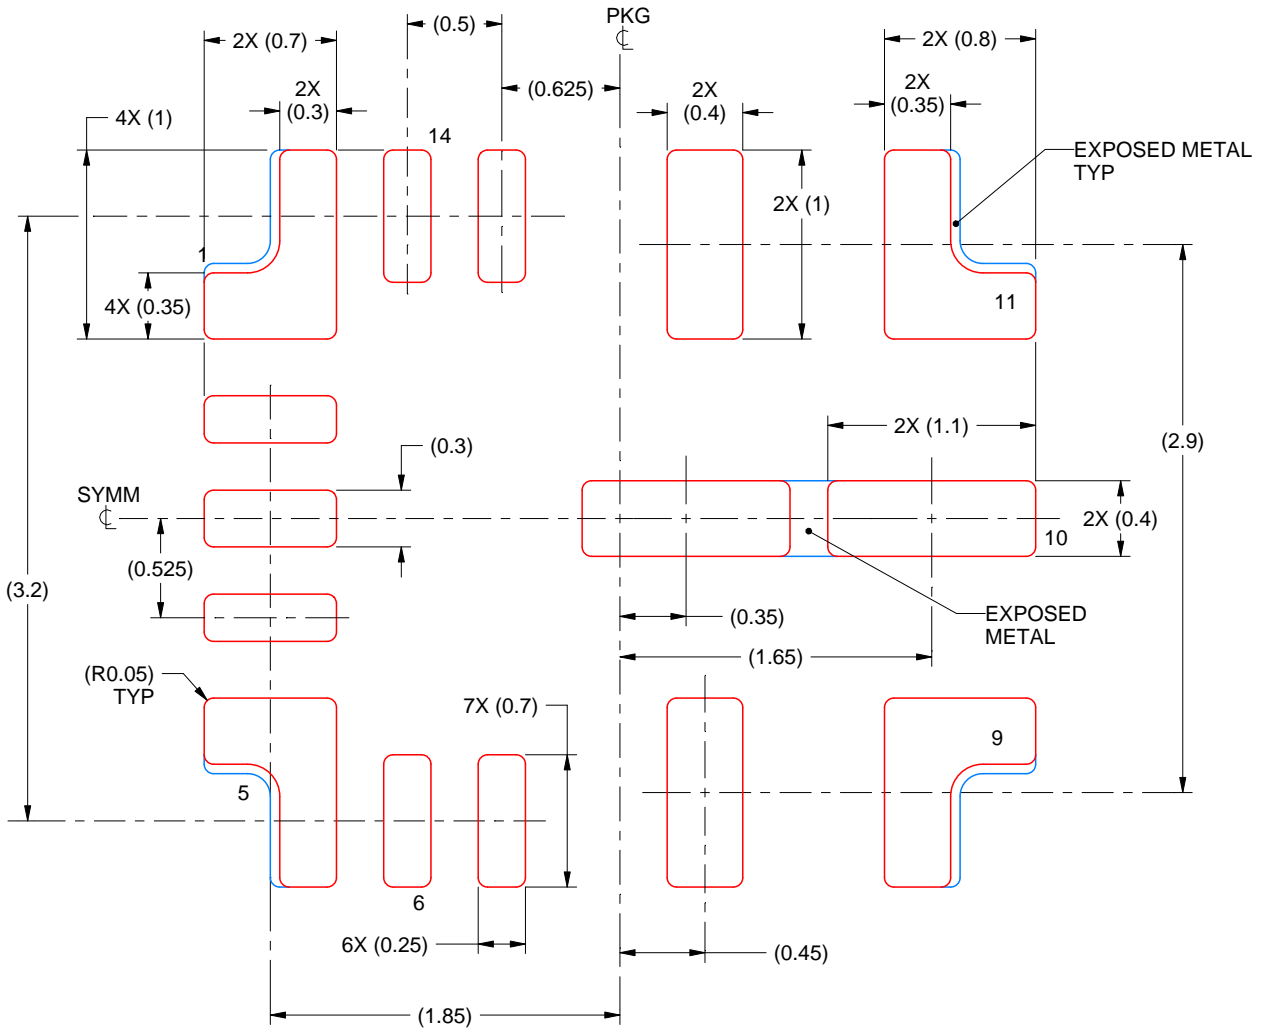 PKG
℄
(0.5)
2X (0.7)
2X (0.8)
2X
(0.3)
(0.625)
2X
(0.4)
2X
(0.35)
4X (1)
14
EXPOSED METAL
TYP
2X (1)
1
4X (0.35)
11
2X (1.1)
(0.3)
(2.9)
SYMM
℄
2X (0.4)
10
(0.525)
(3.2)
(0.35)
EXPOSED
METAL
(1.65)
(R0.05)
TYP
7X (0.7)
9
5
6
6X (0.25)
(0.45)
(1.85)